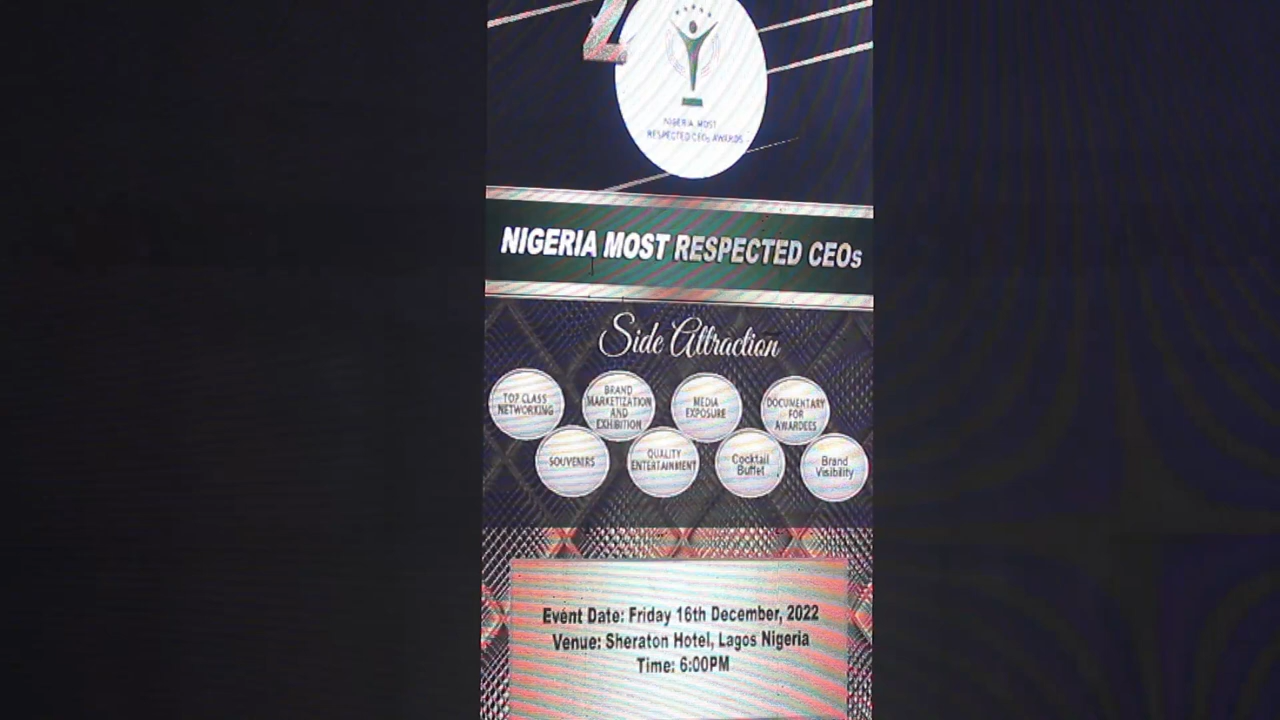 2
NIGERIA MOST
RESPECTED CEOs AWARDS
NIGERIA MOST RESPECTED CEOs
Side Attraction
TOP CLASS
NETWORKING
BRAND
MARKETIZATION
AND
EXHIBITION
MEDIA
EXPOSURE
DOCUMENTARY
FOR
AWARDEES
SOUVENIRS
QUALITY
ENTERTAINMENT
Cocktail
Buffet
Brand
Visibility
Event Date: Friday 16th December, 2022
Venue: Sheraton Hotel, Lagos Nigeria
Time: 6:00PM